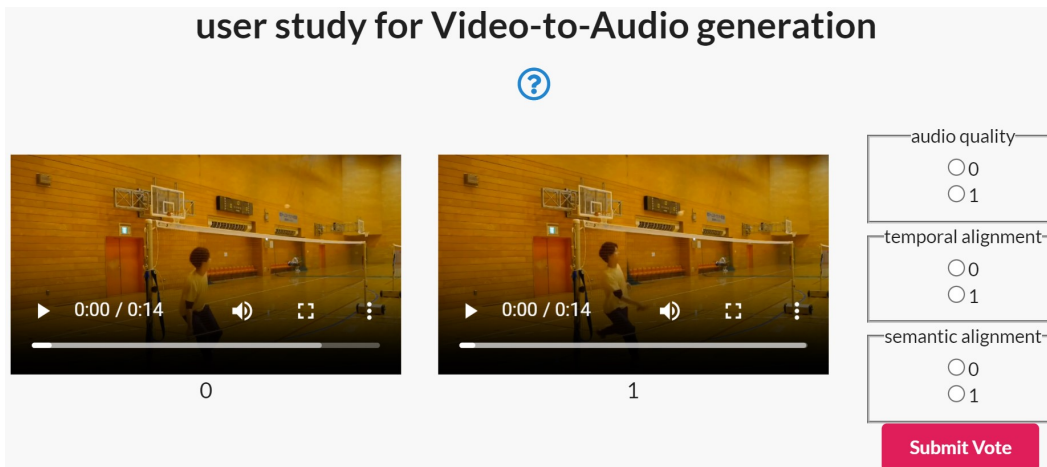 user study for Video-to-Audio generation
?
0:00 / 0:14
0
0:00 / 0:14
1
audio quality
0
1
temporal alignment
0
1
semantic alignment
0
1
Submit Vote